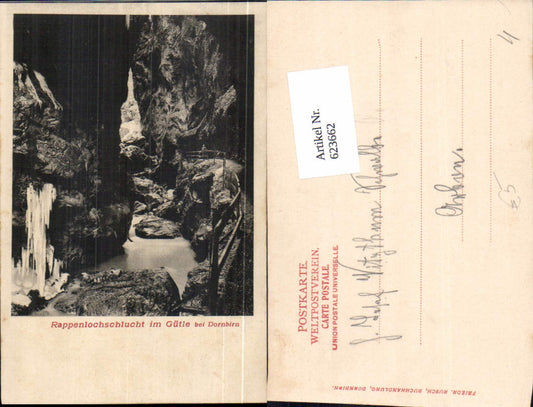 Rappenlochschlucht im Gütle bei Dornbirn
Artikel Nr.
623662
POSTKARTE.
WELTPOSTVEREIN.
CARTE POSTALE.
UNION POSTALE UNIVERSELLE.
FRIEDR. RUSCH, BUCHHANDLUNG, DORNBIRN.
4